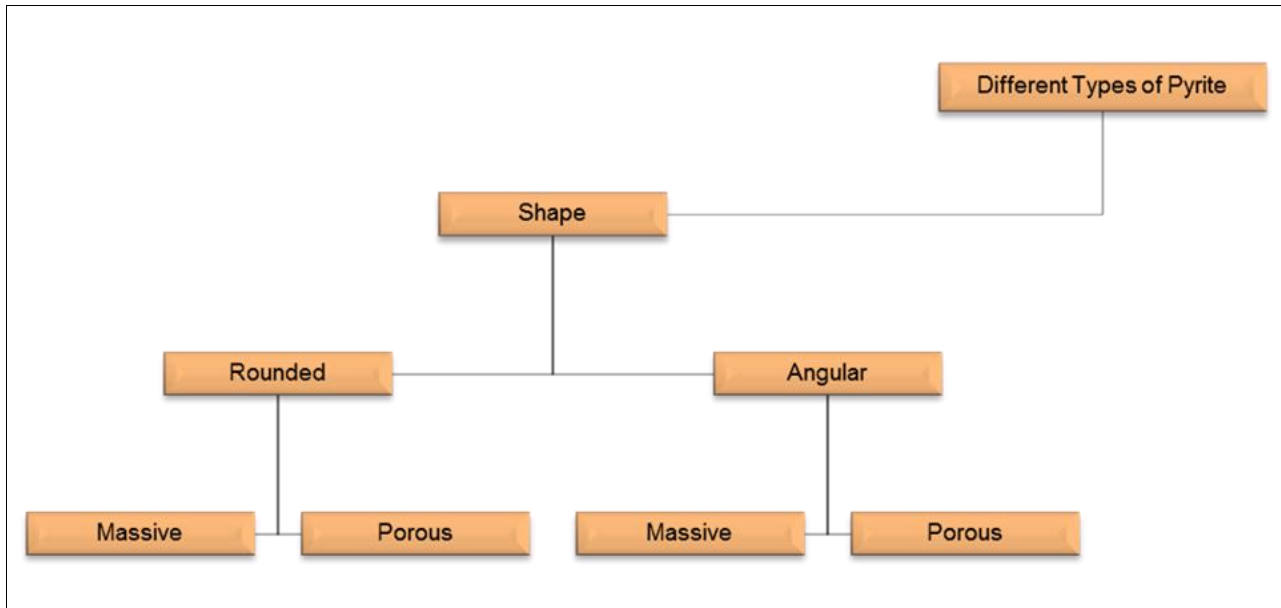 Different Types of Pyrite
Shape
Rounded
Angular
Massive
Porous
Massive
Porous